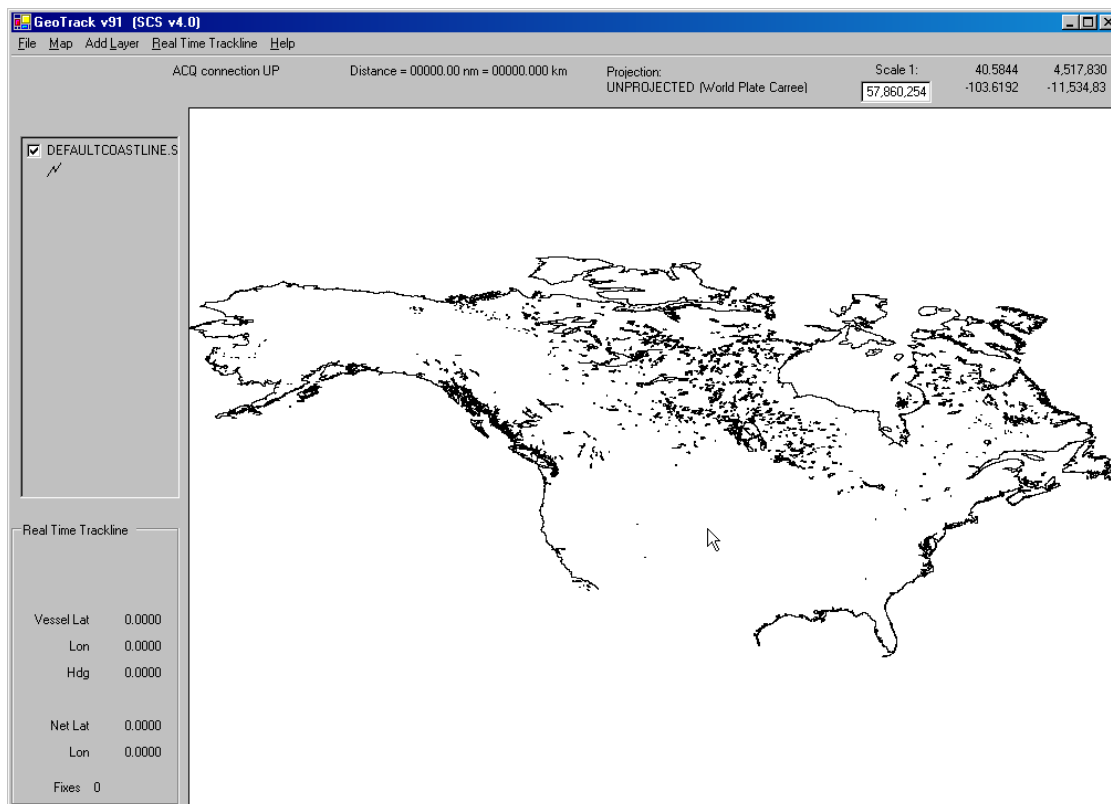 GeoTrack v91 (SCS v4.0)
File Map Add Layer Real Time Trackline Help
ACQ connection UP Distance = 00000.00 nm = 00000.000 km Projection: Scale 1: 40.5844 4,517,830
UNPROJECTED (World Plate Carree) 57,860,254 -103.6192 -11,534,83
DEFAULTCOASTLINE.S
Real Time Trackline
Vessel Lat 0.0000
Lon 0.0000
Hdg 0.0000
Net Lat 0.0000
Lon 0.0000
Fixes 0